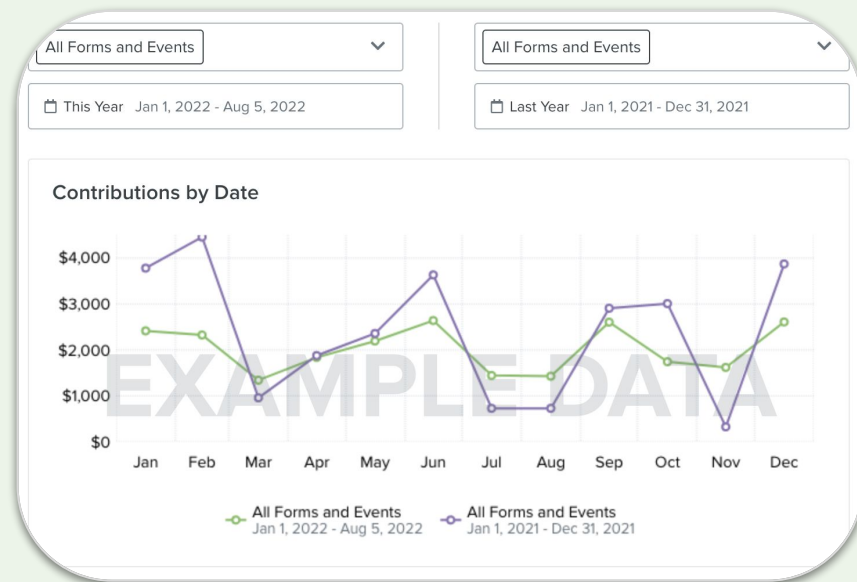 All Forms and Events
All Forms and Events
This Year Jan 1, 2022 - Aug 5, 2022
Last Year Jan 1, 2021 - Dec 31, 2021
Contributions by Date
$4,000
$3,000
$2,000
$1,000
$0
EXAMPLE DATA
Jan Feb Mar Apr May Jun Jul Aug Sep Oct Nov Dec
All Forms and Events
Jan 1, 2022 - Aug 5, 2022
All Forms and Events
Jan 1, 2021 - Dec 31, 2021